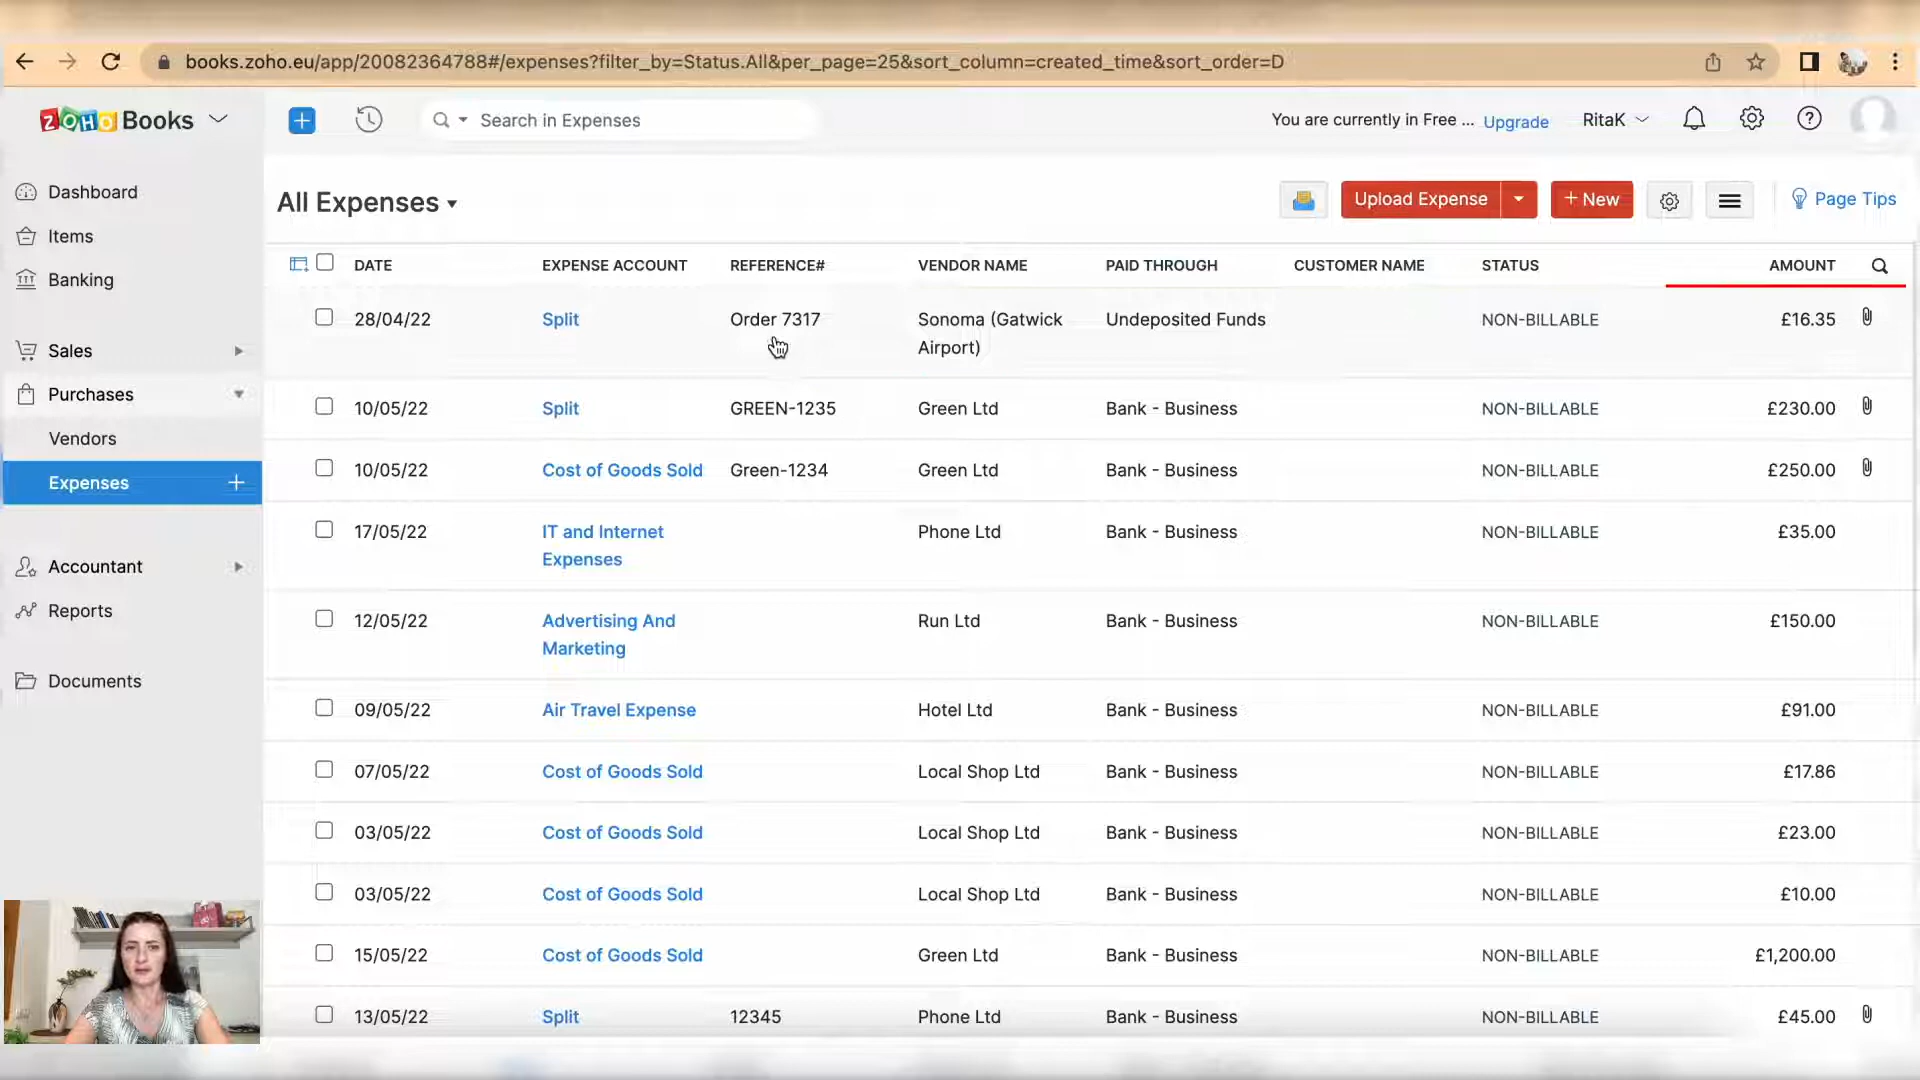 books.zoho.eu/app/20082364788#/expenses?filter_by=Status.All&per_page=25&sort_column=created_time&sort_order=D
ZOHO Books
Search in Expenses
You are currently in Free ... Upgrade
RitaK
Dashboard
Items
Banking
Sales
Purchases
Vendors
Expenses
Accountant
Reports
Documents
All Expenses
Upload Expense
+ New
Page Tips
DATE EXPENSE ACCOUNT REFERENCE# VENDOR NAME PAID THROUGH CUSTOMER NAME STATUS AMOUNT
28/04/22 Split Order 7317 Sonoma (Gatwick Undeposited Funds NON-BILLABLE £16.35
Airport)
10/05/22 Split GREEN-1235 Green Ltd Bank - Business NON-BILLABLE £230.00
10/05/22 Cost of Goods Sold Green-1234 Green Ltd Bank - Business NON-BILLABLE £250.00
17/05/22 IT and Internet Phone Ltd Bank - Business NON-BILLABLE £35.00
Expenses
12/05/22 Advertising And Run Ltd Bank - Business NON-BILLABLE £150.00
Marketing
09/05/22 Air Travel Expense Hotel Ltd Bank - Business NON-BILLABLE £91.00
07/05/22 Cost of Goods Sold Local Shop Ltd Bank - Business NON-BILLABLE £17.86
03/05/22 Cost of Goods Sold Local Shop Ltd Bank - Business NON-BILLABLE £23.00
03/05/22 Cost of Goods Sold Local Shop Ltd Bank - Business NON-BILLABLE £10.00
15/05/22 Cost of Goods Sold Green Ltd Bank - Business NON-BILLABLE £1,200.00
13/05/22 Split 12345 Phone Ltd Bank - Business NON-BILLABLE £45.00